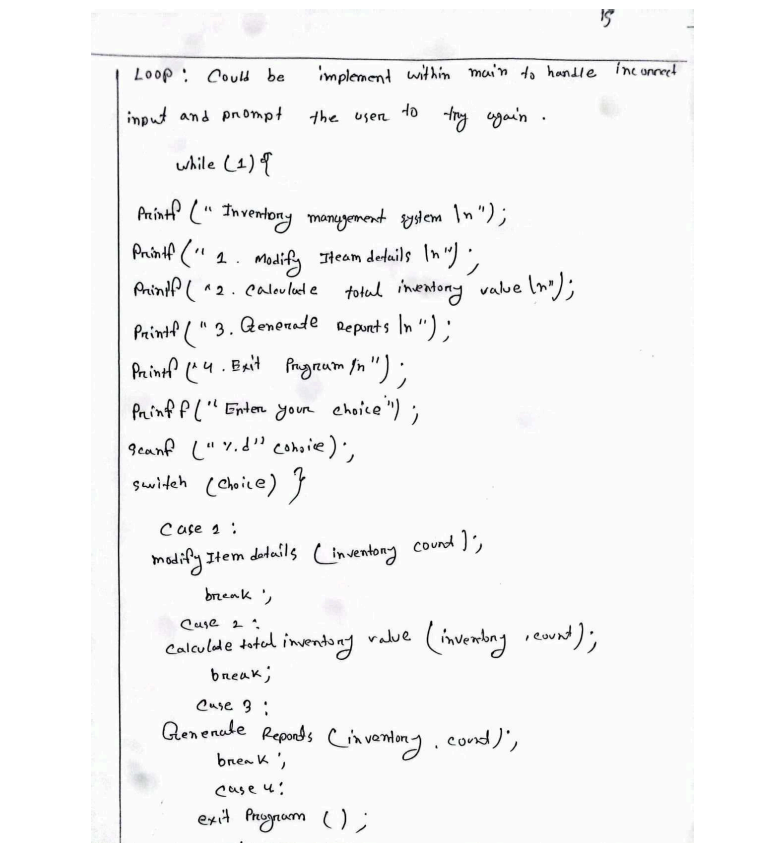 15
Loop : Could be implement within main to handle inconnect
input and prompt the user to try again .
while (1) {
Printf (" Inventory management system \n");
Printf (" 1 . Modify Iteam details \n");
Printf ( "2 . Calculate total inventory value \n");
Printf (" 3. Generate Reports \n");
Printf ("4 . Exit Program /n");
Printf f(" Enter your choice");
Scanf (" %d" cohoice);
switch (choice) }
Case 1 :
modify Item details (inventory count );
break ;
Case 2 :
Calculate total inventory value (inventory , count);
break;
Case 3 :
Generate Reports (inventory . count);
break ;
case 4:
exit Program ();